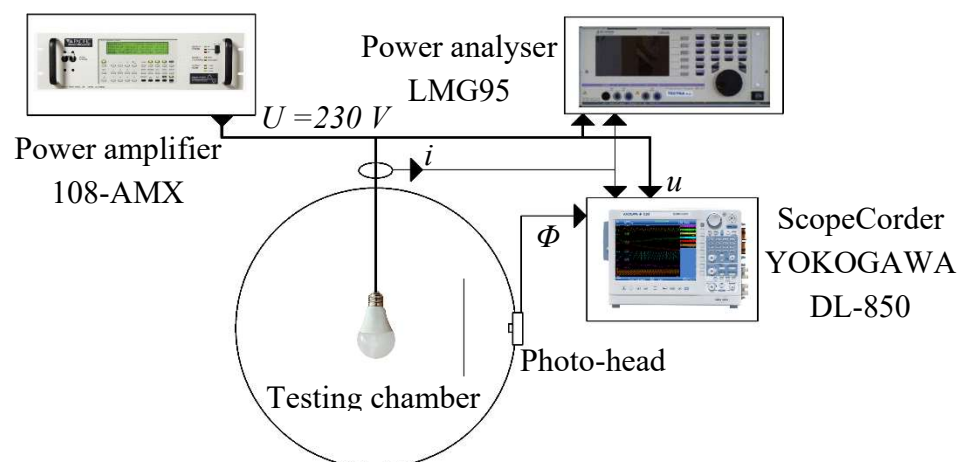 Power analyser
LMG95
U =230 V
Power amplifier
108-AMX
i
u
Φ
ScopeCorder
YOKOGAWA
DL-850
Photo-head
Testing chamber